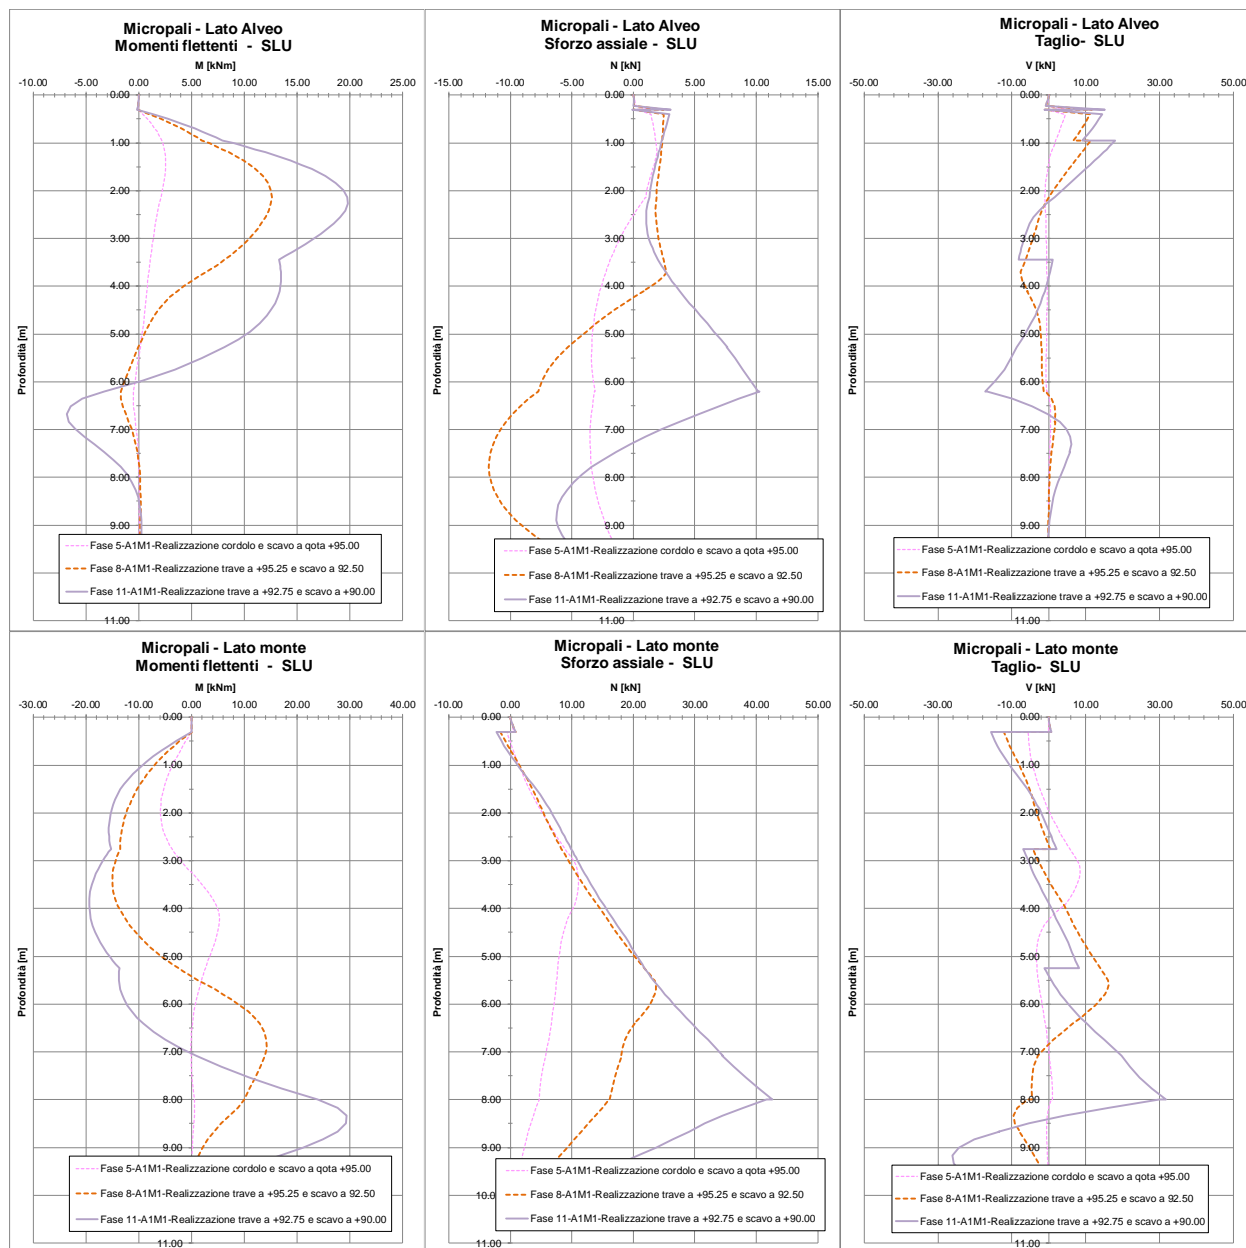 Micropali - Lato Alveo
Momenti flettenti - SLU
M [kNm]
-10.00 -5.00 0.00 5.00 10.00 15.00 20.00 25.00
0.00
1.00
2.00
3.00
4.00
5.00
6.00
7.00
8.00
9.00
11.00
Profondità [m]
Fase 5-A1M1-Realizzazione cordolo e scavo a qota +95.00
Fase 8-A1M1-Realizzazione trave a +95.25 e scavo a 92.50
Fase 11-A1M1-Realizzazione trave a +92.75 e scavo a +90.00
Micropali - Lato Alveo
Sforzo assiale - SLU
N [kN]
-15.00 -10.00 -5.00 0.00 5.00 10.00 15.00
0.00
1.00
2.00
3.00
4.00
5.00
6.00
7.00
8.00
9.00
11.00
Profondità [m]
Fase 5-A1M1-Realizzazione cordolo e scavo a qota +95.00
Fase 8-A1M1-Realizzazione trave a +95.25 e scavo a 92.50
Fase 11-A1M1-Realizzazione trave a +92.75 e scavo a +90.00
Micropali - Lato Alveo
Taglio- SLU
V [kN]
-50.00 -30.00 -10.00 10.00 30.00 50.00
0.00
1.00
2.00
3.00
4.00
5.00
6.00
7.00
8.00
9.00
11.00
Profondità [m]
Fase 5-A1M1-Realizzazione cordolo e scavo a qota +95.00
Fase 8-A1M1-Realizzazione trave a +95.25 e scavo a 92.50
Fase 11-A1M1-Realizzazione trave a +92.75 e scavo a +90.00
Micropali - Lato monte
Momenti flettenti - SLU
M [kNm]
-30.00 -20.00 -10.00 0.00 10.00 20.00 30.00 40.00
0.00
1.00
2.00
3.00
4.00
5.00
6.00
7.00
8.00
9.00
11.00
Profondità [m]
Fase 5-A1M1-Realizzazione cordolo e scavo a qota +95.00
Fase 8-A1M1-Realizzazione trave a +95.25 e scavo a 92.50
Fase 11-A1M1-Realizzazione trave a +92.75 e scavo a +90.00
Micropali - Lato monte
Sforzo assiale - SLU
N [kN]
-10.00 0.00 10.00 20.00 30.00 40.00 50.00
0.00
1.00
2.00
3.00
4.00
5.00
6.00
7.00
8.00
9.00
11.00
Profondità [m]
Fase 5-A1M1-Realizzazione cordolo e scavo a qota +95.00
Fase 8-A1M1-Realizzazione trave a +95.25 e scavo a 92.50
Fase 11-A1M1-Realizzazione trave a +92.75 e scavo a +90.00
Micropali - Lato monte
Taglio- SLU
V [kN]
-50.00 -30.00 -10.00 10.00 30.00 50.00
0.00
1.00
2.00
3.00
4.00
5.00
6.00
7.00
8.00
9.00
11.00
Profondità [m]
Fase 5-A1M1-Realizzazione cordolo e scavo a qota +95.00
Fase 8-A1M1-Realizzazione trave a +95.25 e scavo a 92.50
Fase 11-A1M1-Realizzazione trave a +92.75 e scavo a +90.00